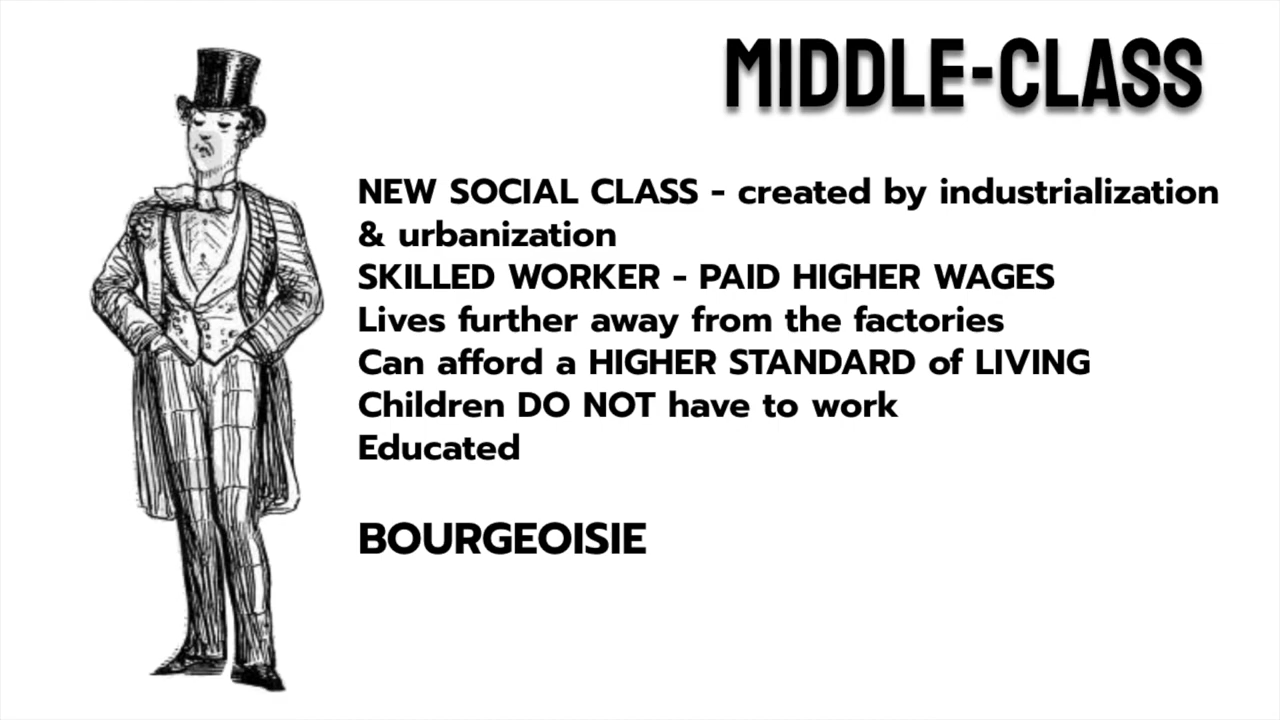 MIDDLE-CLASS
NEW SOCIAL CLASS - created by industrialization
& urbanization
SKILLED WORKER - PAID HIGHER WAGES
Lives further away from the factories
Can afford a HIGHER STANDARD of LIVING
Children DO NOT have to work
Educated
BOURGEOISIE